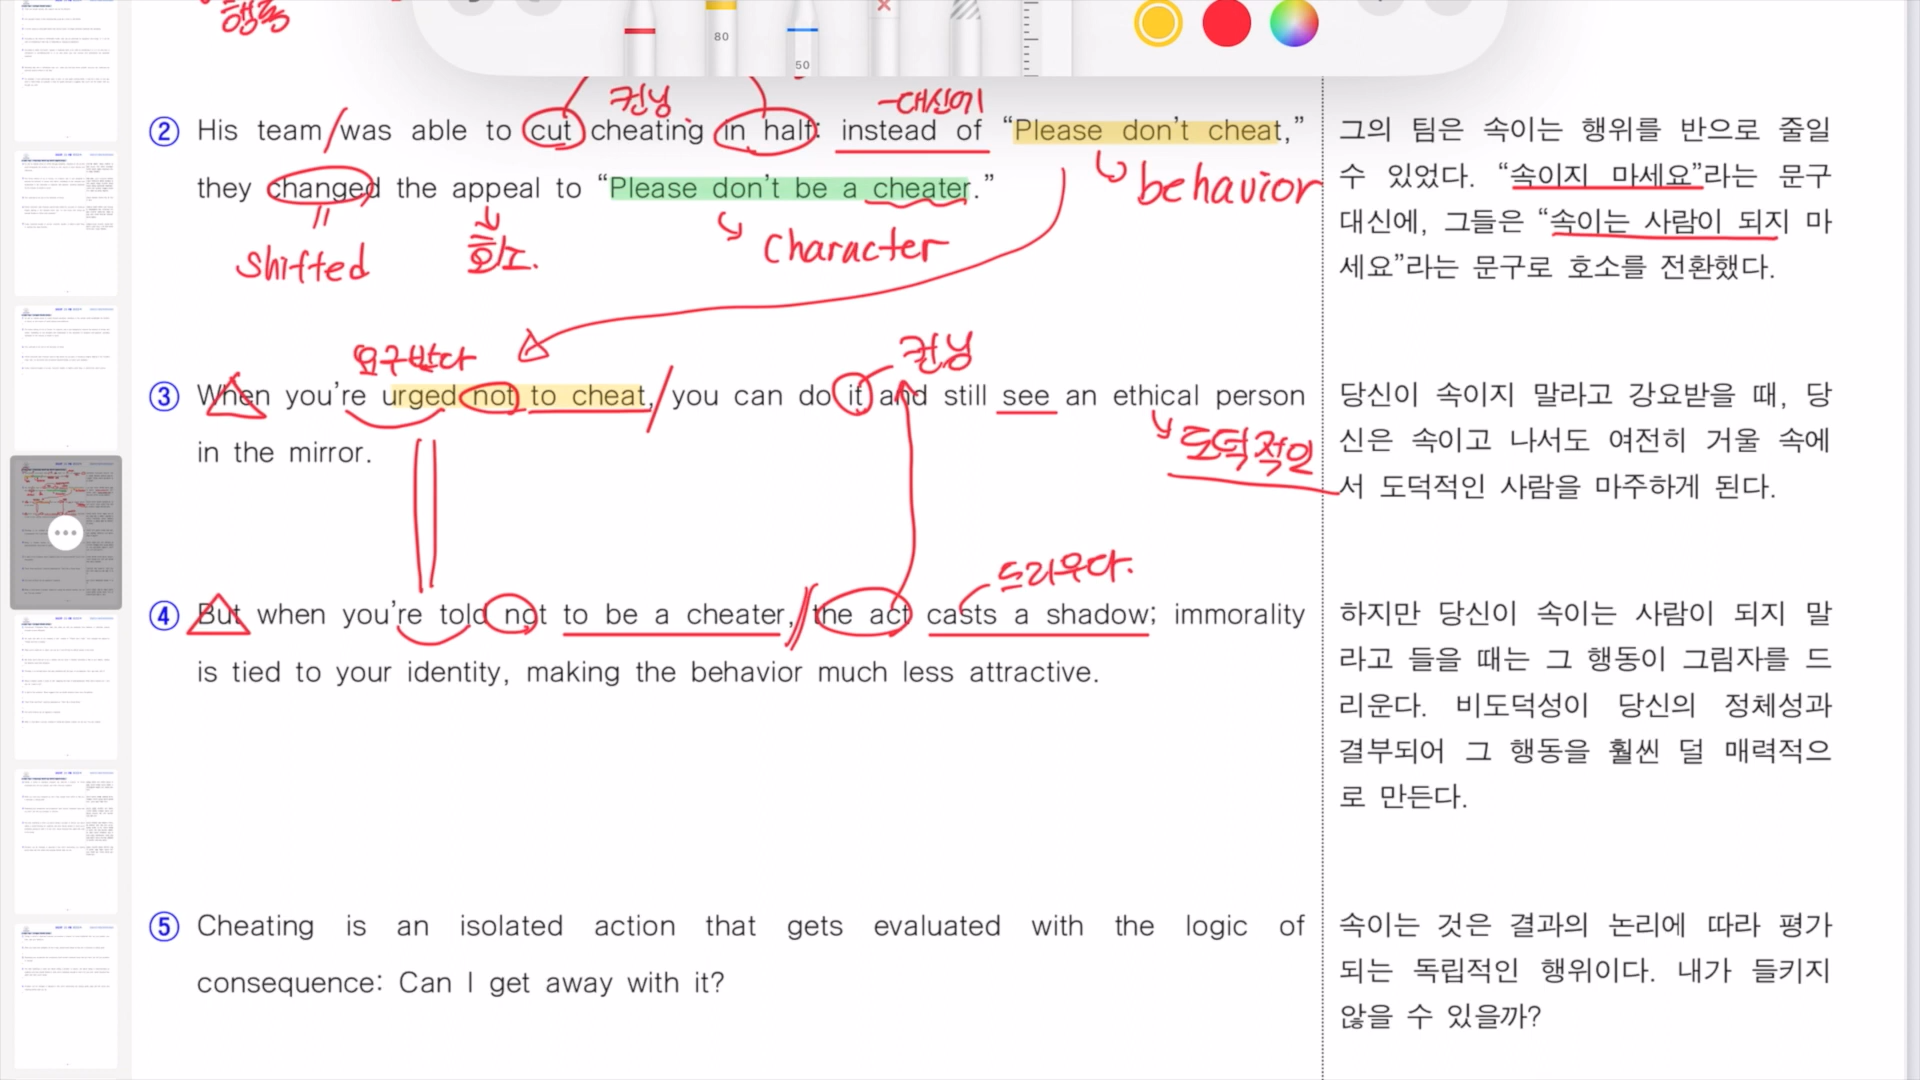 행동
80
50
컨닝
-대신에
② His team was able to cut cheating in half: instead of “Please don’t cheat,”
they changed the appeal to “Please don’t be a cheater.”
behavior
Shifted
호소.
Character
그의 팀은 속이는 행위를 반으로 줄일
수 있었다. “속이지 마세요”라는 문구
대신에, 그들은 “속이는 사람이 되지 마
세요”라는 문구로 호소를 전환했다.
요구받다
컨닝
③ When you’re urged not to cheat, you can do it and still see an ethical person
in the mirror.
도덕적인
당신이 속이지 말라고 강요받을 때, 당
신은 속이고 나서도 여전히 거울 속에
서 도덕적인 사람을 마주하게 된다.
드리우다.
④ But when you’re told not to be a cheater, the act casts a shadow; immorality
is tied to your identity, making the behavior much less attractive.
하지만 당신이 속이는 사람이 되지 말
라고 들을 때는 그 행동이 그림자를 드
리운다. 비도덕성이 당신의 정체성과
결부되어 그 행동을 훨씬 덜 매력적으
로 만든다.
⑤ Cheating is an isolated action that gets evaluated with the logic of
consequence: Can I get away with it?
속이는 것은 결과의 논리에 따라 평가
되는 독립적인 행위이다. 내가 들키지
않을 수 있을까?